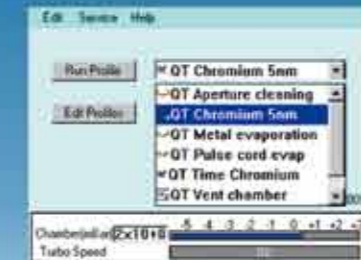 Edit Service Help
Run Profile
QT Chromium 5nm
Edit Profiles
QT Aperture cleaning
QT Chromium 5nm
QT Metal evaporation
QT Pulse cord evap
QT Time Chromium
QT Vent chamber
-5 -4 -3 -2 -1 0 +1 +2
Turbo Speed